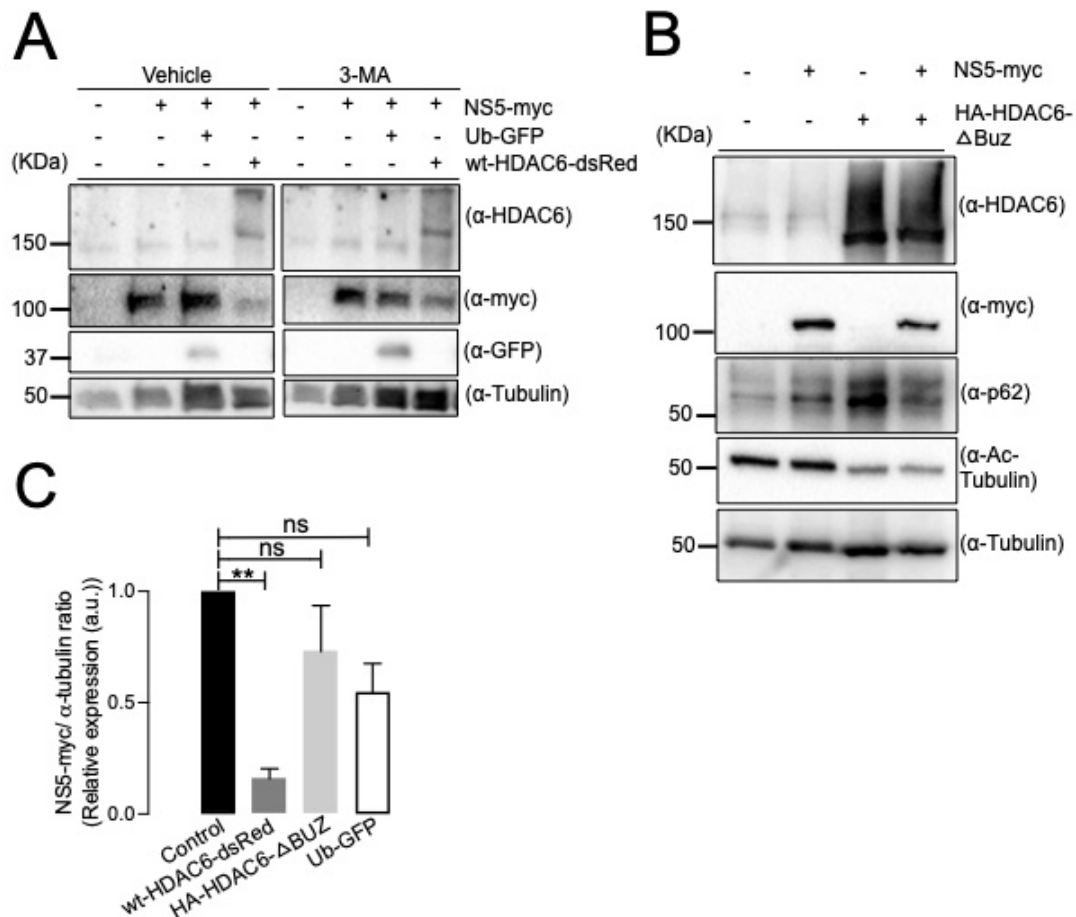 A
Vehicle 3-MA
- + + + - + + + NS5-myc
- - + - - - + - Ub-GFP
(KDa) - - - + - - - + wt-HDAC6-dsRed
150 (α-HDAC6)
100 (α-myc)
37 (α-GFP)
50 (α-Tubulin)
B
- + - + NS5-myc
(KDa) - - + + HA-HDAC6-
ΔBuz
150 (α-HDAC6)
100 (α-myc)
50 (α-p62)
50 (α-Ac-
Tubulin)
50 (α-Tubulin)
C
ns
ns
**
NS5-myc/ α-tubulin ratio
(Relative expression (a.u.))
1.0
0.5
0.0
Control
wt-HDAC6-dsRed
HA-HDAC6-ΔBUZ
Ub-GFP